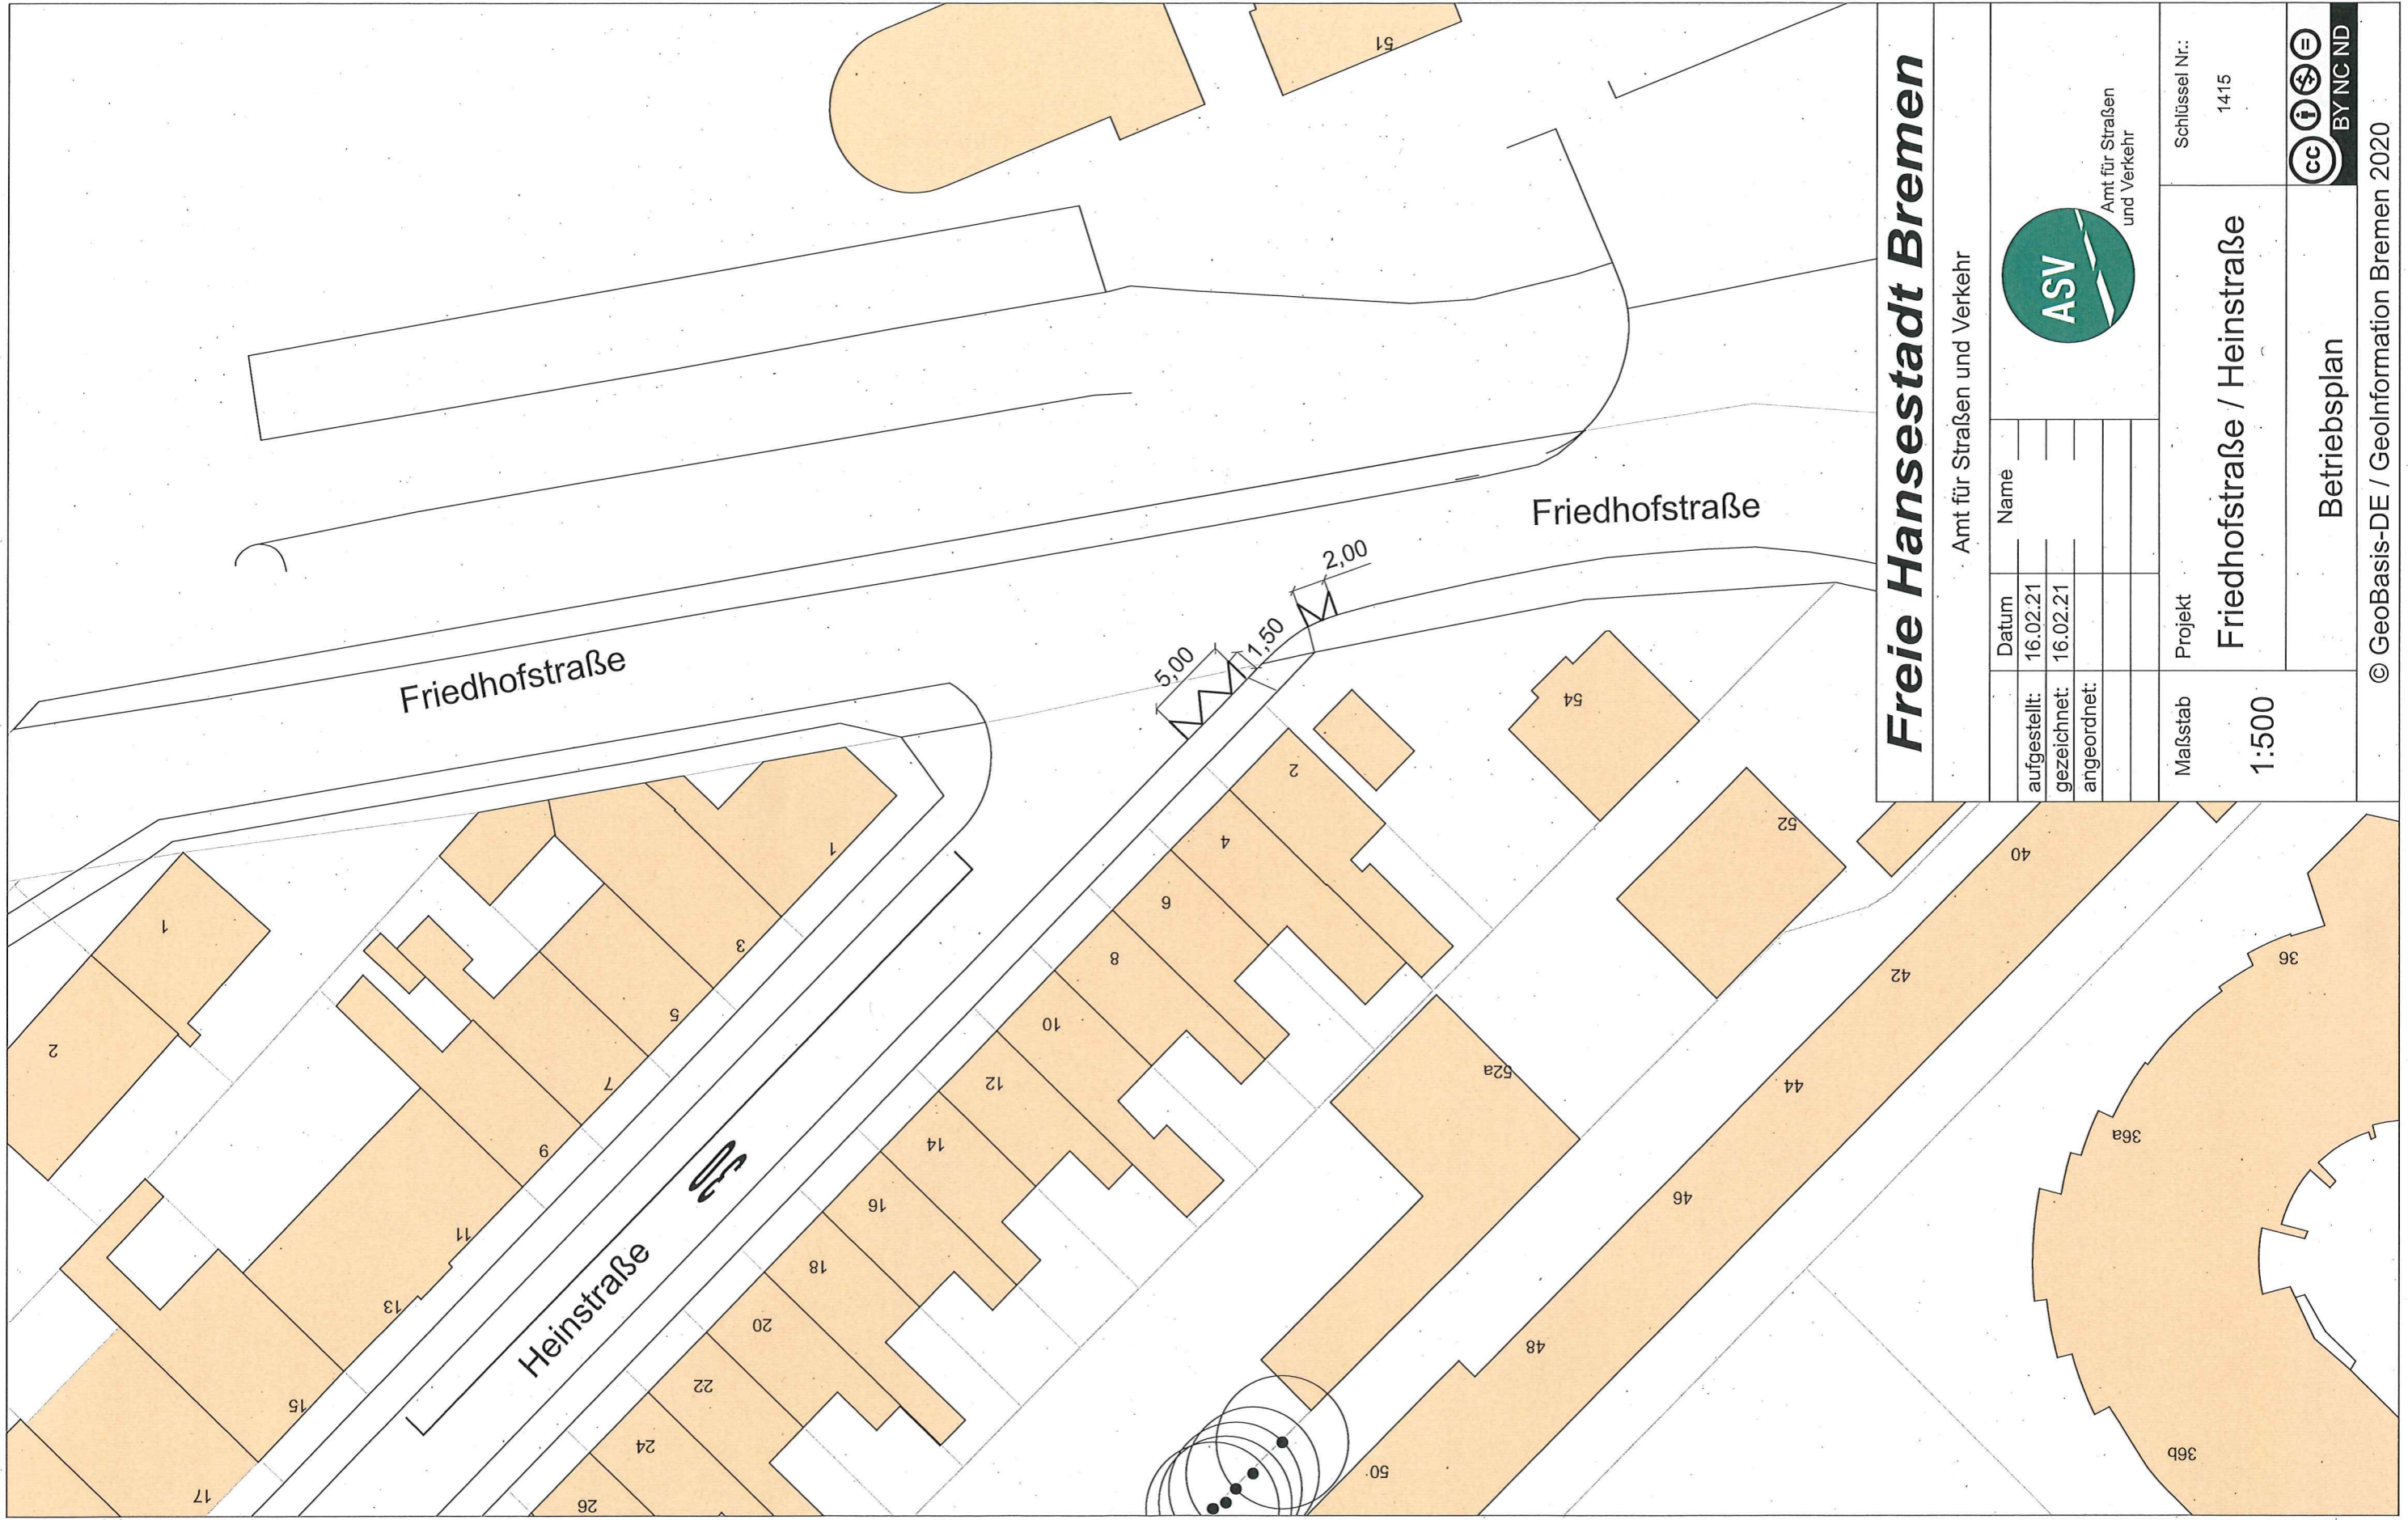 51
Friedhofstraße
Friedhofstraße
2,00
1,50
5,00
54
2
4
52
6
8
10
12
14
16
18
20
22
24
26
1
3
5
7
9
11
13
15
17
1
2
52a
40
42
44
46
48
50
36
36a
36b
Heinstraße
Freie Hansestadt Bremen
Amt für Straßen und Verkehr
Datum
Name
aufgestellt:
16.02.21
gezeichnet:
16.02.21
angeordnet:
ASV
Amt für Straßen
und Verkehr
Maßstab
1:500
Projekt
Friedhofstraße / Heinstraße
Schlüssel Nr.:
1415
Betriebsplan
cc
BY NC ND
© GeoBasis-DE / GeoInformation Bremen 2020